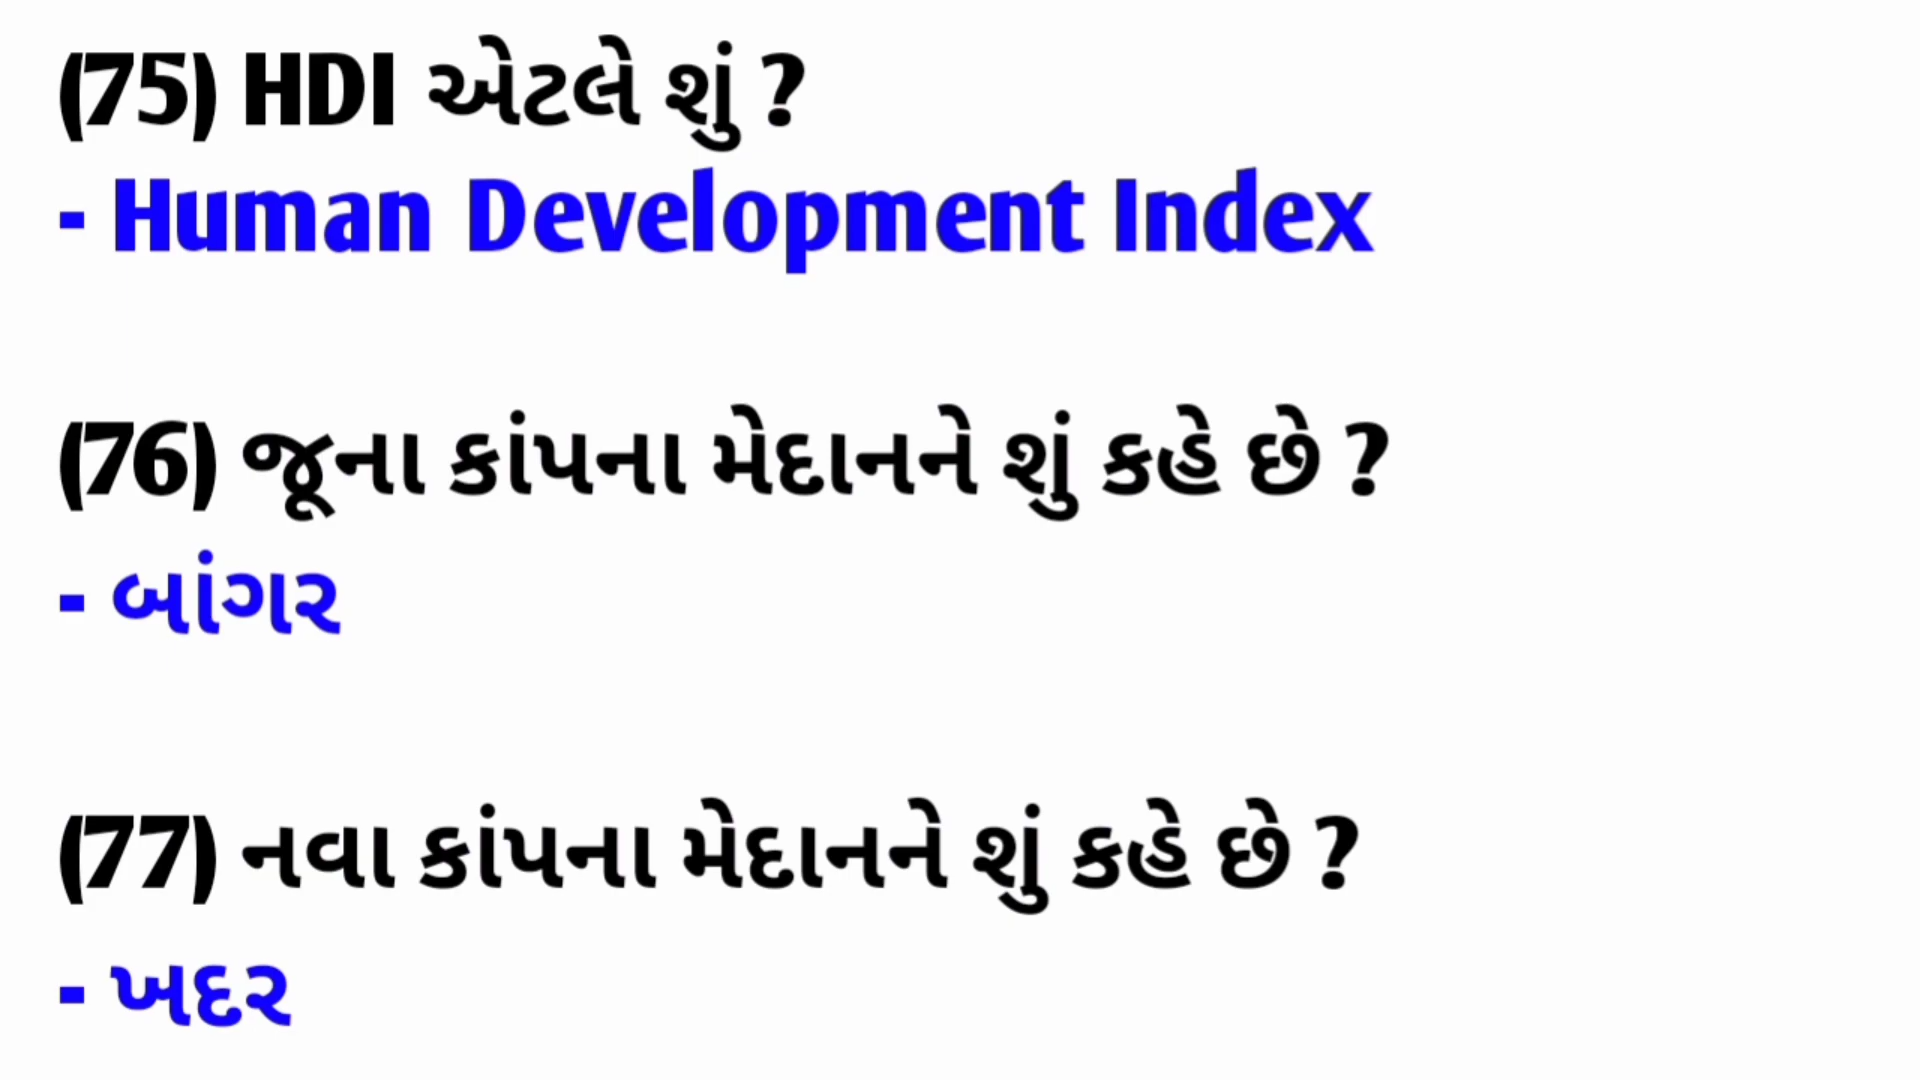 (75) HDI એટલે શું ?
- Human Development Index
(76) જૂના કાંપના મેદાનને શું કહે છે ?
- બાંગર
(77) નવા કાંપના મેદાનને શું કહે છે ?
- ખદર